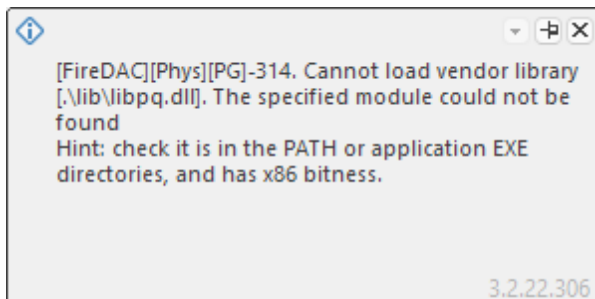 [FireDAC][Phys][PG]-314. Cannot load vendor library
[.\lib\libpq.dll]. The specified module could not be
found
Hint: check it is in the PATH or application EXE
directories, and has x86 bitness.
3.2.22.306